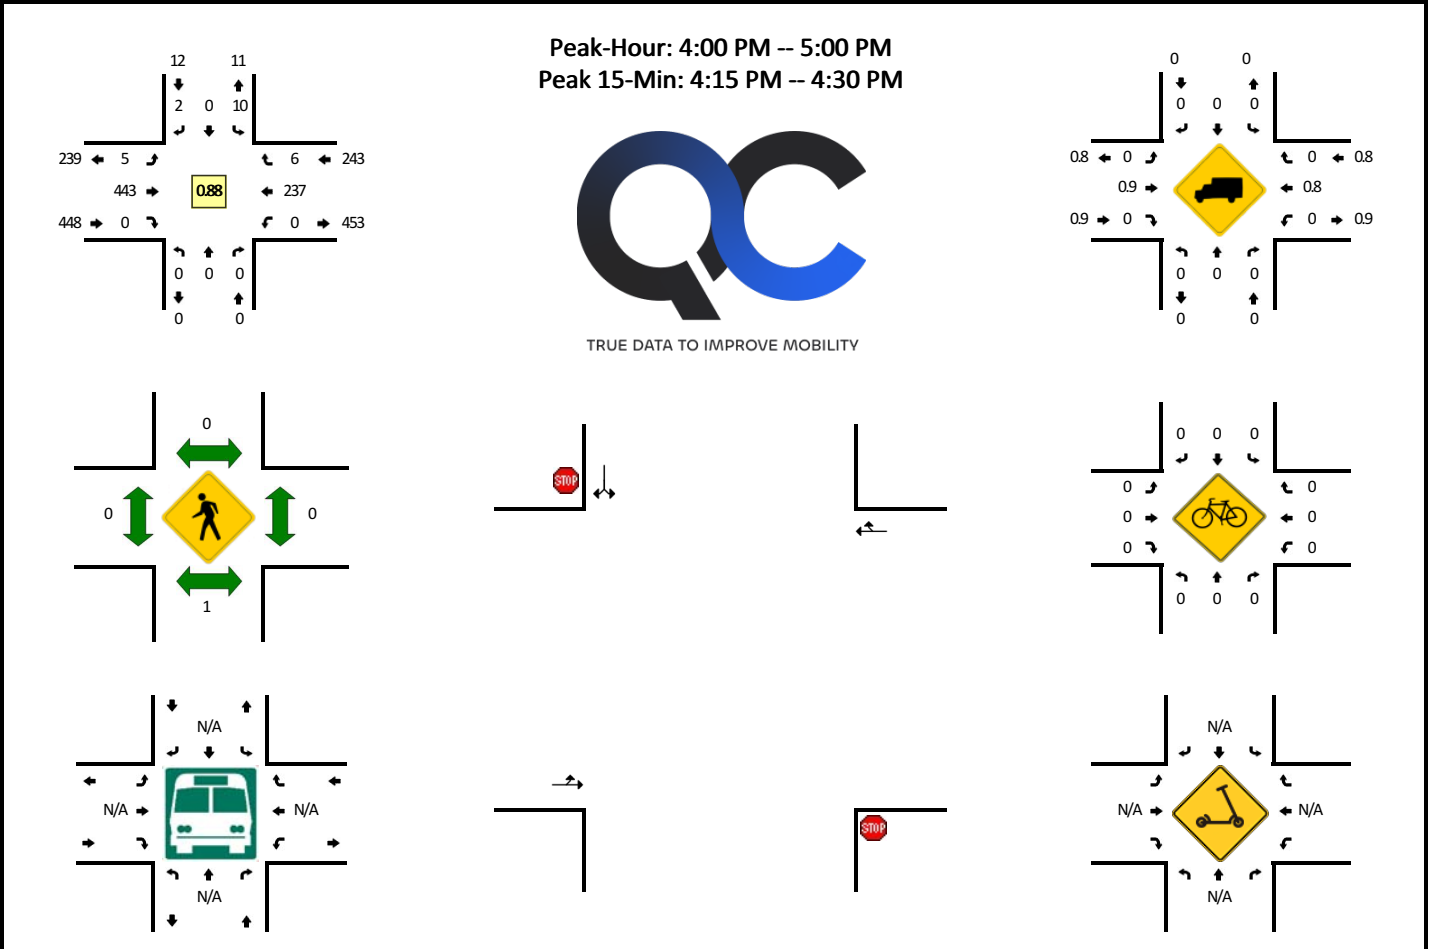 Peak-Hour: 4:00 PM -- 5:00 PM
Peak 15-Min: 4:15 PM -- 4:30 PM
12 11
2 0 10
239 5 6 243
443 0.88 237
448 0 0 453
0 0 0
0 0
TRUE DATA TO IMPROVE MOBILITY
0 0
0 0 0
0.8 0 0 0.8
0.9 0.8
0.9 0 0 0.9
0 0 0
0 0
0
0 0
1
STOP
STOP
0 0 0
0 0
0 0
0 0
0 0 0
N/A
N/A N/A
N/A
N/A
N/A N/A
N/A